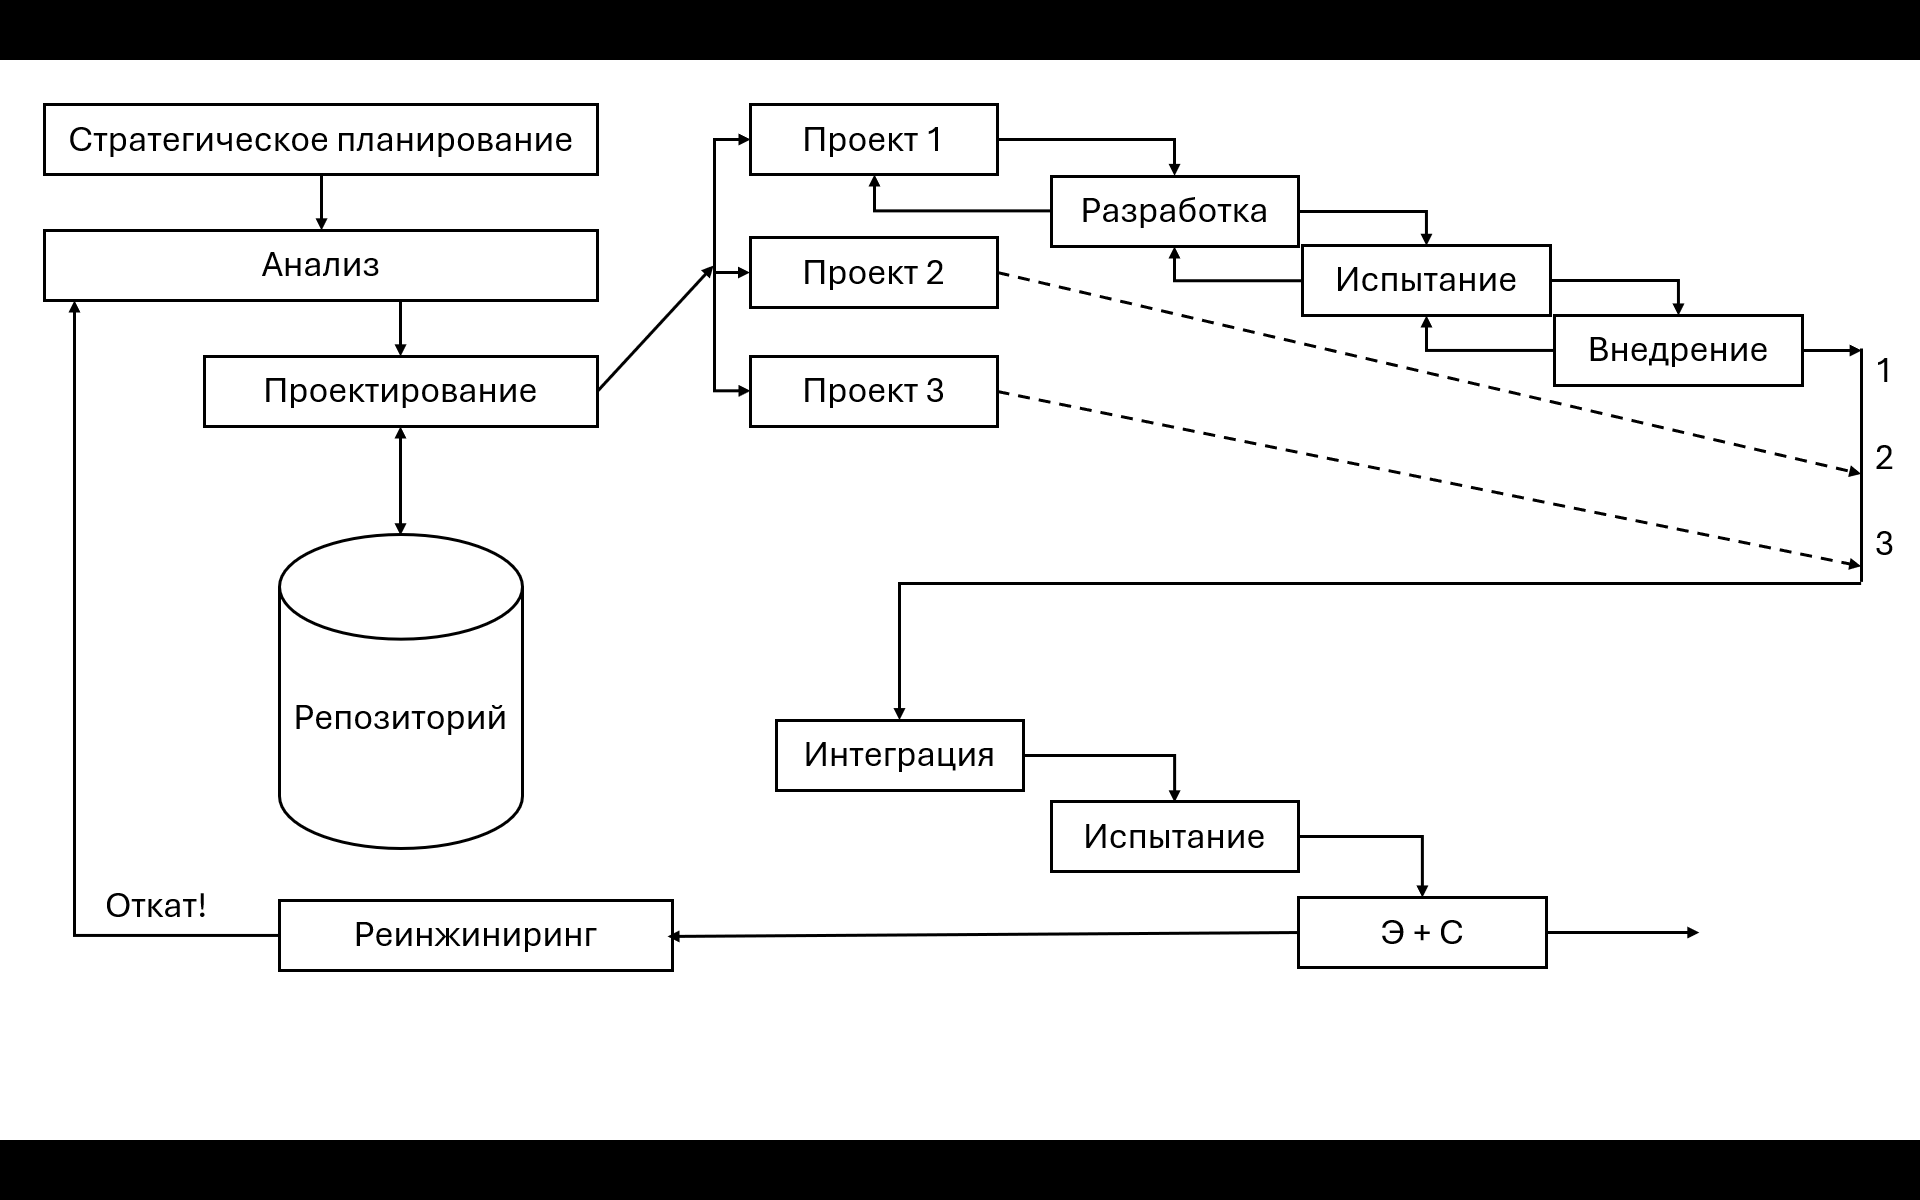 Стратегическое планирование
Анализ
Проектирование
Репозиторий
Проект 1
Проект 2
Проект 3
Разработка
Испытание
Внедрение
1
2
3
Интеграция
Испытание
Э + С
Реинжиниринг
Откат!